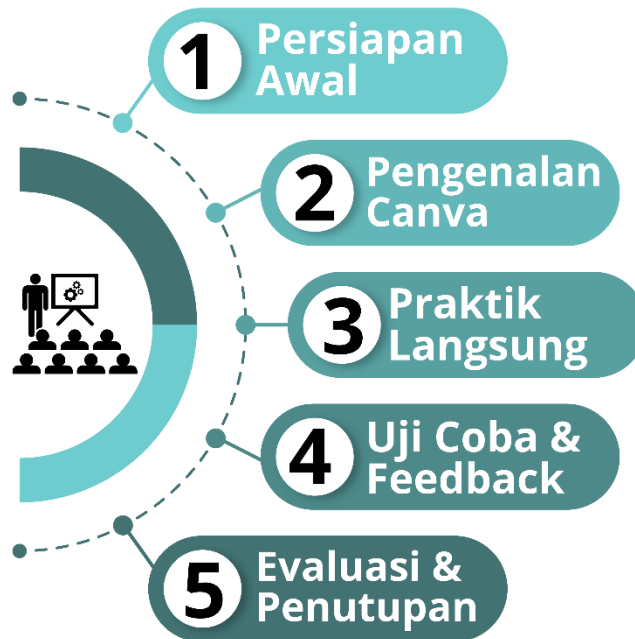 1 Persiapan
Awal
2 Pengenalan
Canva
3 Praktik
Langsung
4 Uji Coba &
Feedback
5 Evaluasi &
Penutupan